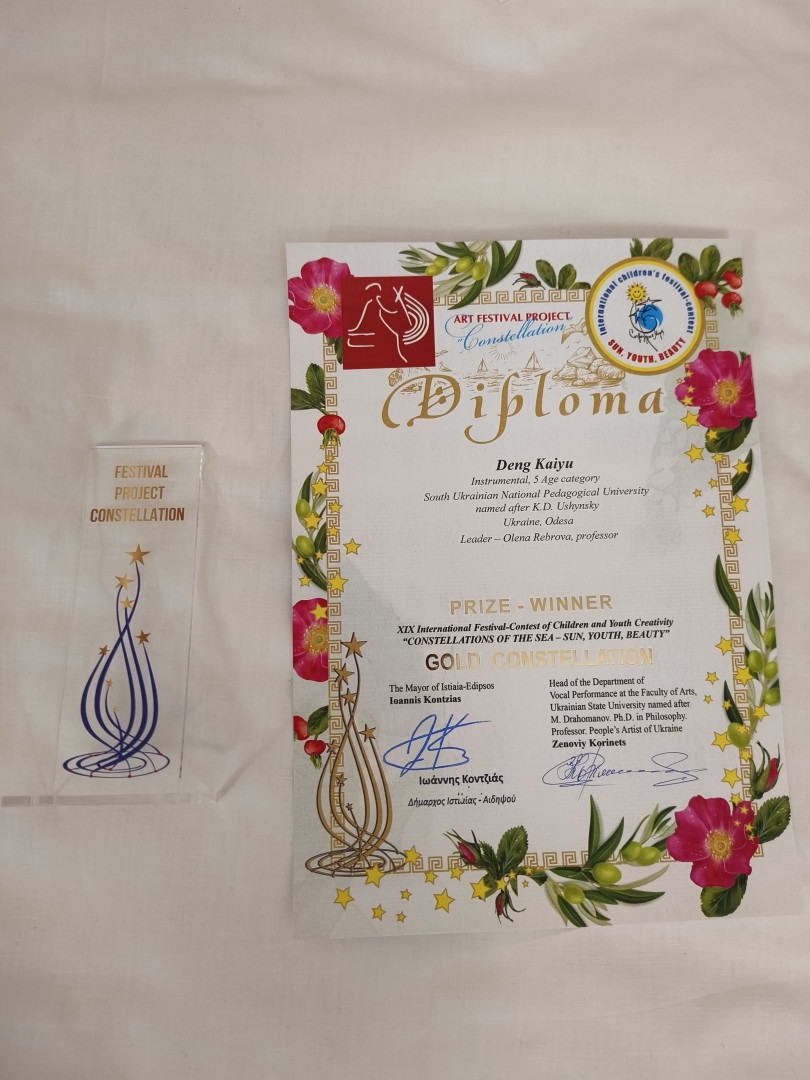 FESTIVAL
PROJECT
CONSTELLATION
ART FESTIVAL PROJECT
"Constellation"
International children's festival-contest
SUN, YOUTH, BEAUTY
Diploma
Deng Kaiyu
Instrumental, 5 Age category
South Ukrainian National Pedagogical University
named after K.D. Ushynsky
Ukraine, Odesa
Leader – Olena Rebrova, professor
PRIZE - WINNER
XIX International Festival-Contest of Children and Youth Creativity
"CONSTELLATIONS OF THE SEA – SUN, YOUTH, BEAUTY"
GOLD CONSTELLATION
The Mayor of Istiaia-Edipsos
Ioannis Kontzias
Ιωάννης Κοντζιάς
Δήμαρχος Ιστιαίας - Αιδηψού
Head of the Department of
Vocal Performance at the Faculty of Arts,
Ukrainian State University named after
M. Drahomanov. Ph.D. in Philosophy.
Professor. People's Artist of Ukraine
Zenoviy Korinets